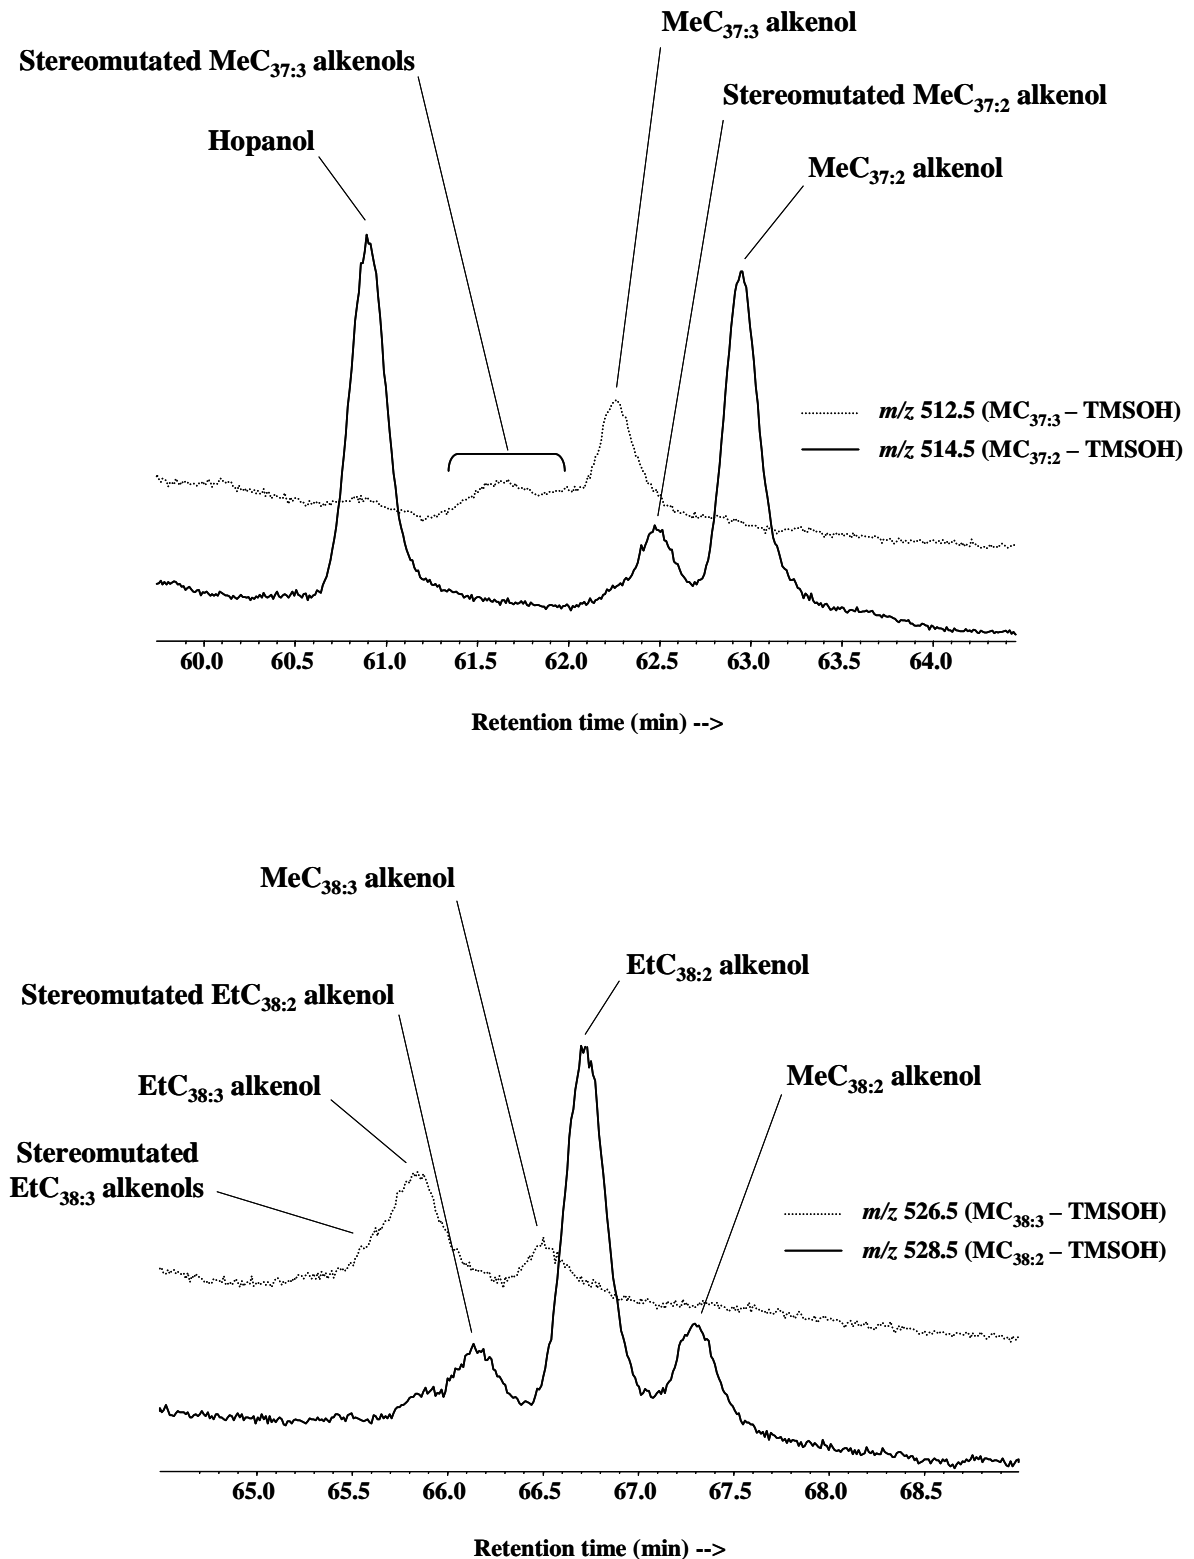 MeC37:3 alkenol
Stereomutated MeC37:3 alkenols
Stereomutated MeC37:2 alkenol
Hopanol
MeC37:2 alkenol
m/z 512.5 (MC37:3 – TMSOH)
m/z 514.5 (MC37:2 – TMSOH)
60.0 60.5 61.0 61.5 62.0 62.5 63.0 63.5 64.0
Retention time (min) -->
MeC38:3 alkenol
EtC38:2 alkenol
Stereomutated EtC38:2 alkenol
MeC38:2 alkenol
EtC38:3 alkenol
Stereomutated
EtC38:3 alkenols
m/z 526.5 (MC38:3 – TMSOH)
m/z 528.5 (MC38:2 – TMSOH)
65.0 65.5 66.0 66.5 67.0 67.5 68.0 68.5
Retention time (min) -->